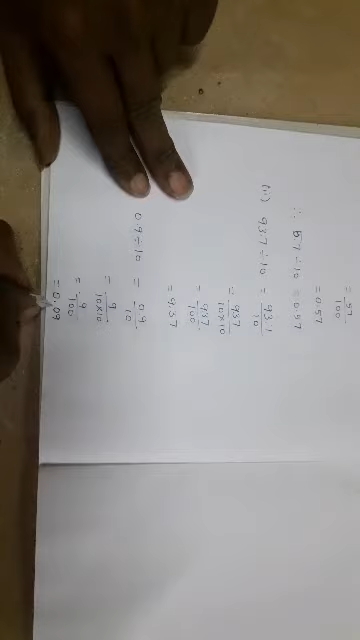 = 57/100
= 0.57
∴ 5.7 ÷ 10 = 0.57
ii) 93.7 ÷ 10 = 93.7/10
= 937/10×10
= 937/100
= 9.37
0.9 ÷ 10 = 0.9/10
= 9/10×10
= 9/100
= 0.09